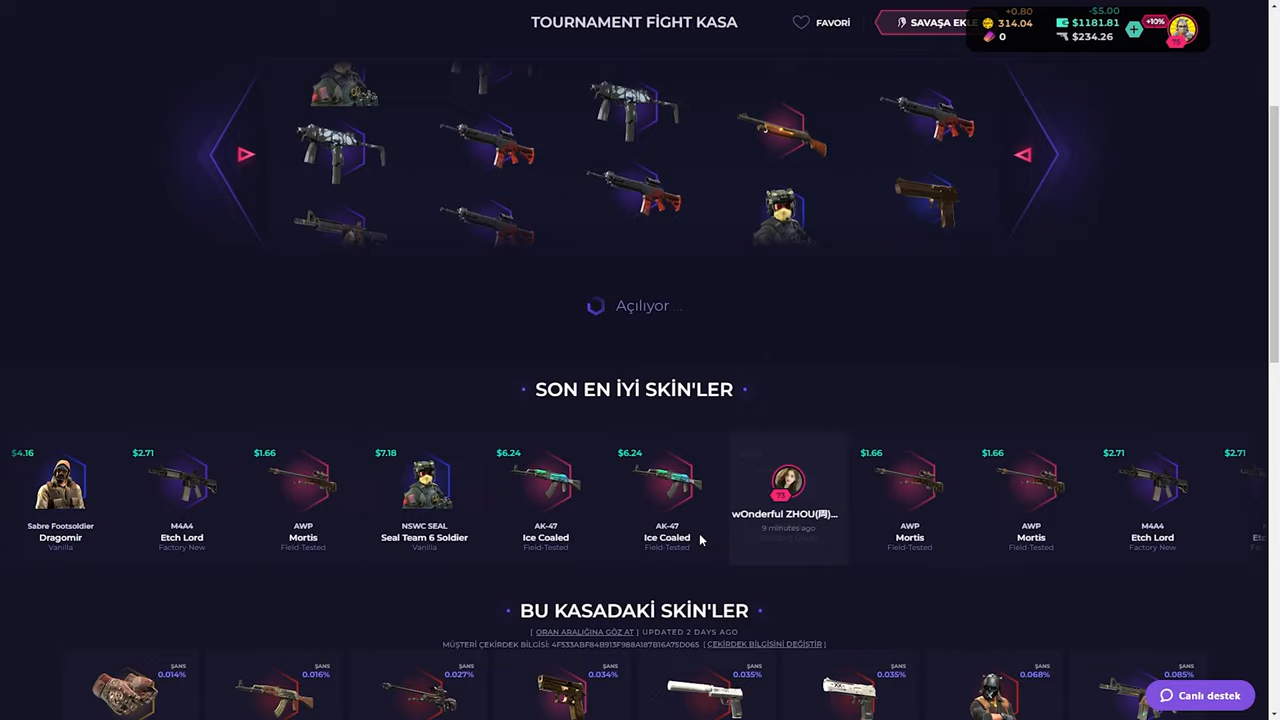 TOURNAMENT FİGHT KASA
FAVORİ
SAVAŞA EKLE
+0.80
314.04
0
-$5.00
$1181.81
$234.26
+10%
75
Açılıyor ...
SON EN İYİ SKİN'LER
$4.16
Sabre Footsoldier
Dragomir
Vanilla
$2.71
M4A4
Etch Lord
Factory New
$1.66
AWP
Mortis
Field-Tested
$7.18
NSWC SEAL
Seal Team 6 Soldier
Vanilla
$6.24
AK-47
Ice Coaled
Field-Tested
$6.24
AK-47
Ice Coaled
Field-Tested
73
wOnderful ZHOU(周)...
9 minutes ago
$1.66
AWP
Mortis
Field-Tested
$1.66
AWP
Mortis
Field-Tested
$2.71
M4A4
Etch Lord
Factory New
$2.71
BU KASADAKİ SKİN'LER
[ ORAN ARALIĞINA GÖZ AT ] UPDATED 2 DAYS AGO
MÜŞTERİ ÇEKİRDEK BİLGİSİ: 4F533ABF84B913F988A187B16A75D065 [ ÇEKİRDEK BİLGİSİNİ DEĞİŞTİR ]
ŞANS
0.014%
ŞANS
0.016%
ŞANS
0.027%
ŞANS
0.034%
ŞANS
0.035%
ŞANS
0.035%
ŞANS
0.068%
ŞANS
0.085%
Canlı destek